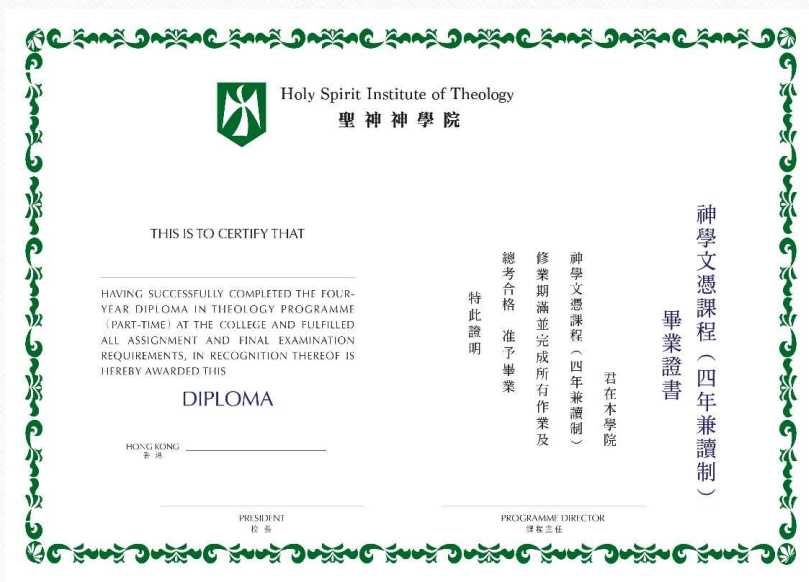 Holy Spirit Institute of Theology
聖神神學院
THIS IS TO CERTIFY THAT
HAVING SUCCESSFULLY COMPLETED THE FOUR-
YEAR DIPLOMA IN THEOLOGY PROGRAMME
(PART-TIME) AT THE COLLEGE AND FULFILLED
ALL ASSIGNMENT AND FINAL EXAMINATION
REQUIREMENTS, IN RECOGNITION THEREOF IS
HEREBY AWARDED THIS
DIPLOMA
HONG KONG
香港
神學文憑課程（四年兼讀制）
畢業證書
君在本學院
神學文憑課程（四年兼讀制）
修業期滿並完成所有作業及
總考合格 准予畢業
特此證明
PRESIDENT
校長
PROGRAMME DIRECTOR
課程主任